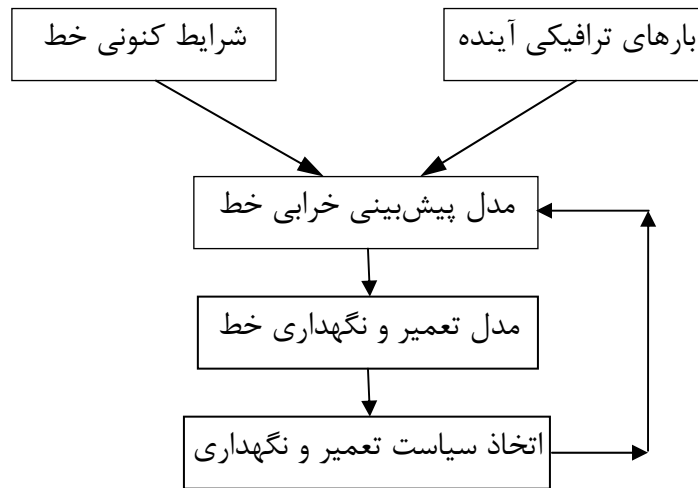 بارهای ترافیکی آینده
شرایط کنونی خط
مدل پیش‌بینی خرابی خط
مدل تعمیر و نگهداری خط
اتخاذ سیاست تعمیر و نگهداری